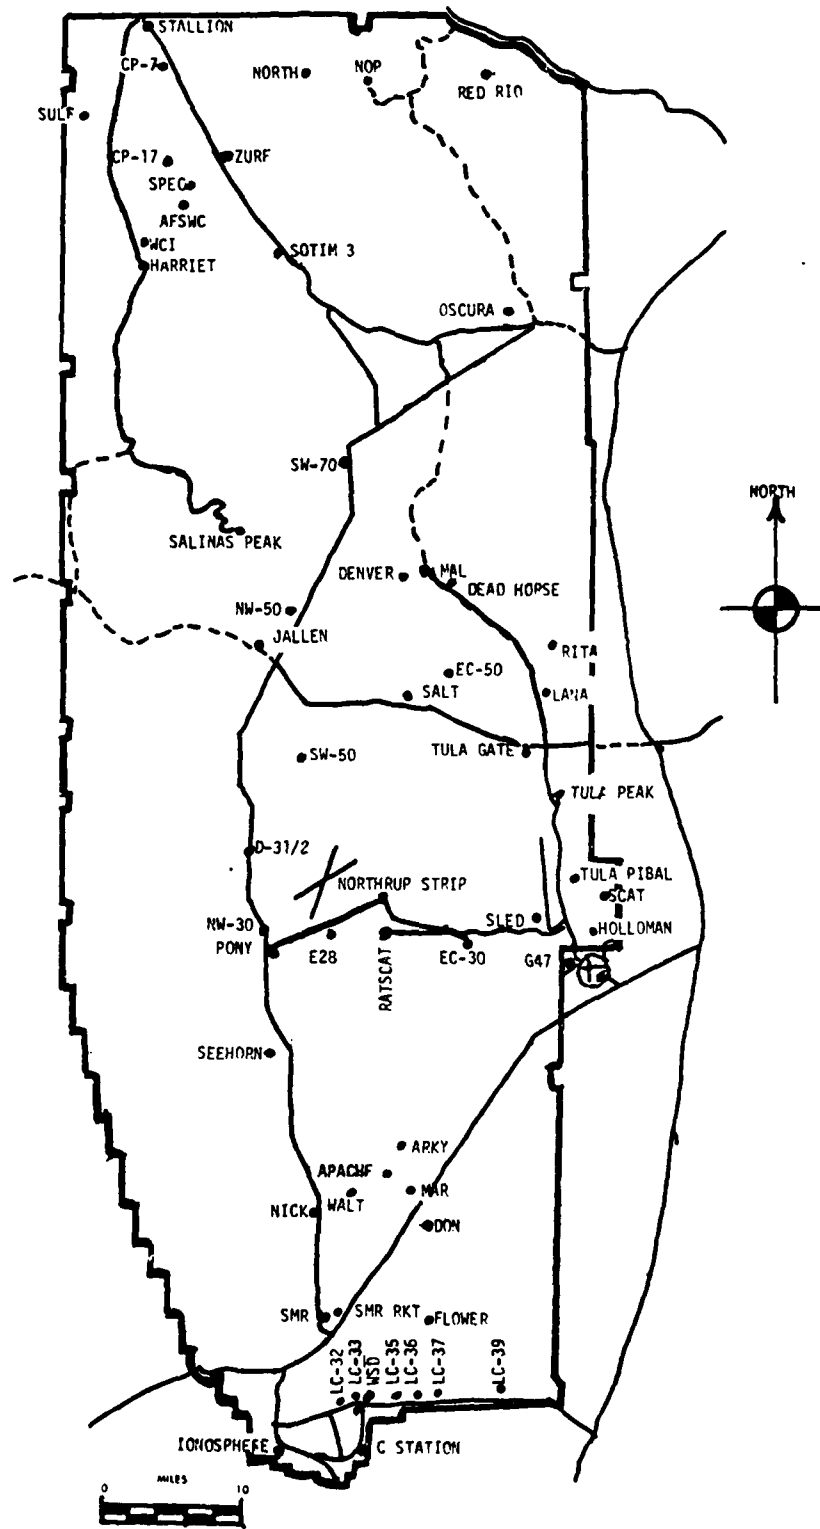 STALLION
CP-7
NORTH
NOP
RED RIO
SULF
CP-17
ZURF
SPEC
AFSWC
WCI
HARRIET
SOTIM 3
OSCURA
SW-70
NORTH
SALINAS PEAK
DENVER
MAL
DEAD HORSE
NW-50
JALLEN
RITA
EC-50
SALT
LANA
TULA GATE
SW-50
TULA PEAK
D-31/2
NORTHRUP STRIP
TULA PIBAL
SCAT
SLED
NW-30
HOLLOMAN
PONY
E28
RATSCAT
EC-30
G47
SEEHORN
ARKY
APACHE
MAR
WALT
NICK
DON
SMR
SMR RKT
FLOWER
LC-32
LC-33
WSD
LC-35
LC-36
LC-37
LC-39
IONOSPHERE
C STATION
MILES
0 10